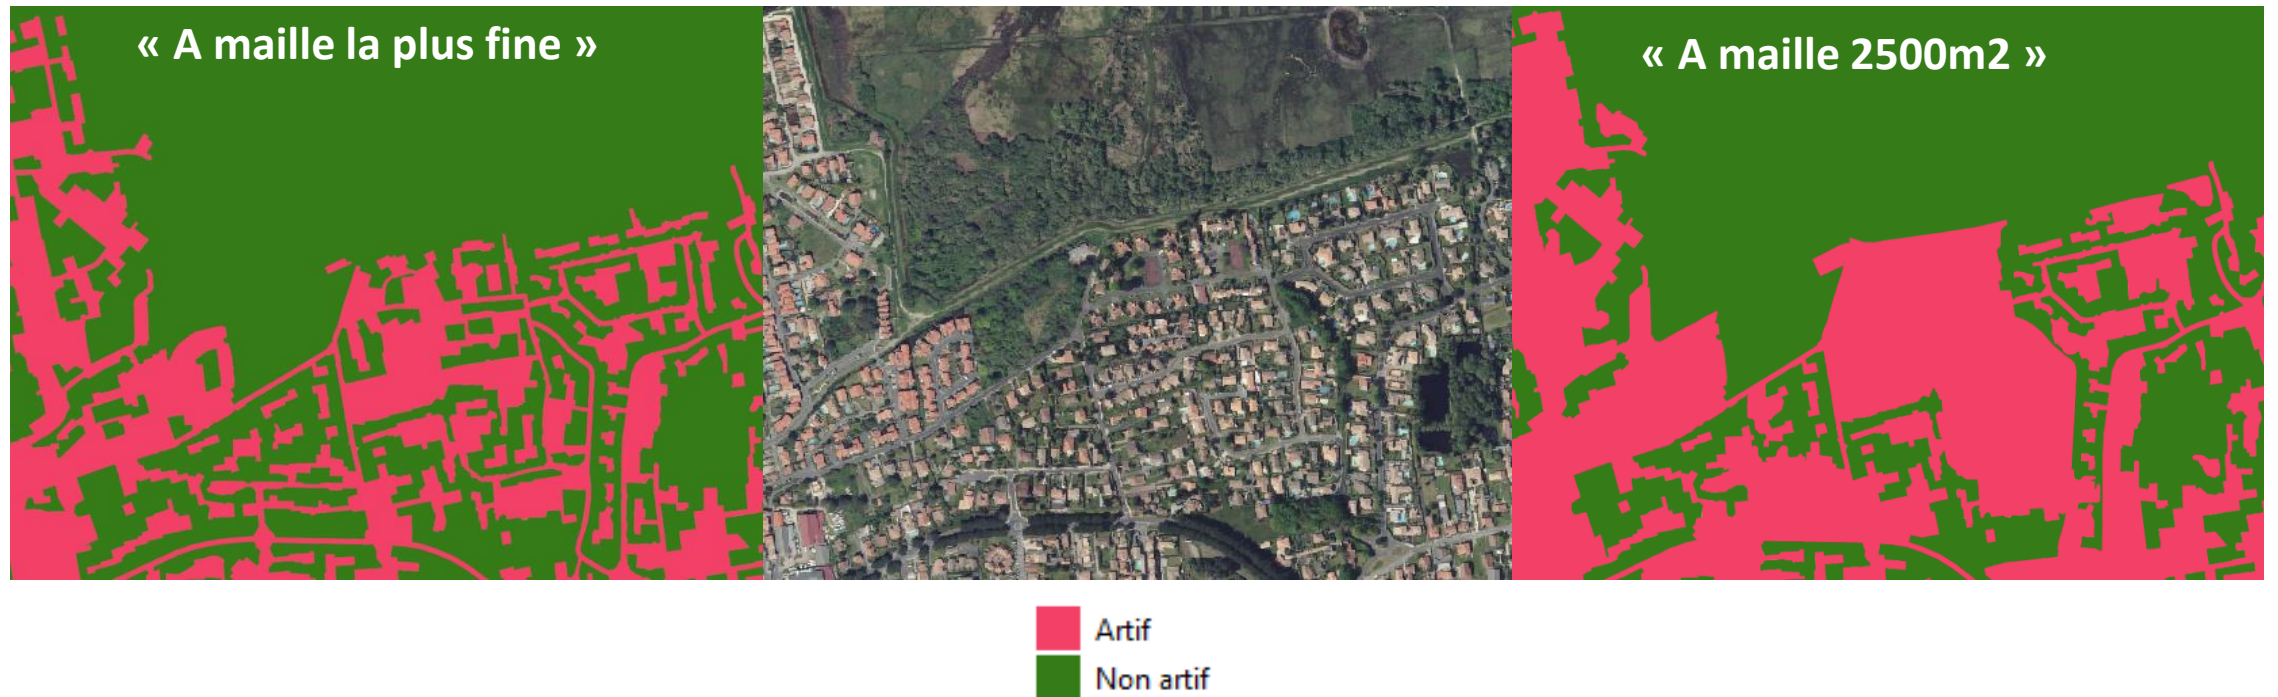 « A maille la plus fine »
« A maille 2500m2 »
Artif
Non artif